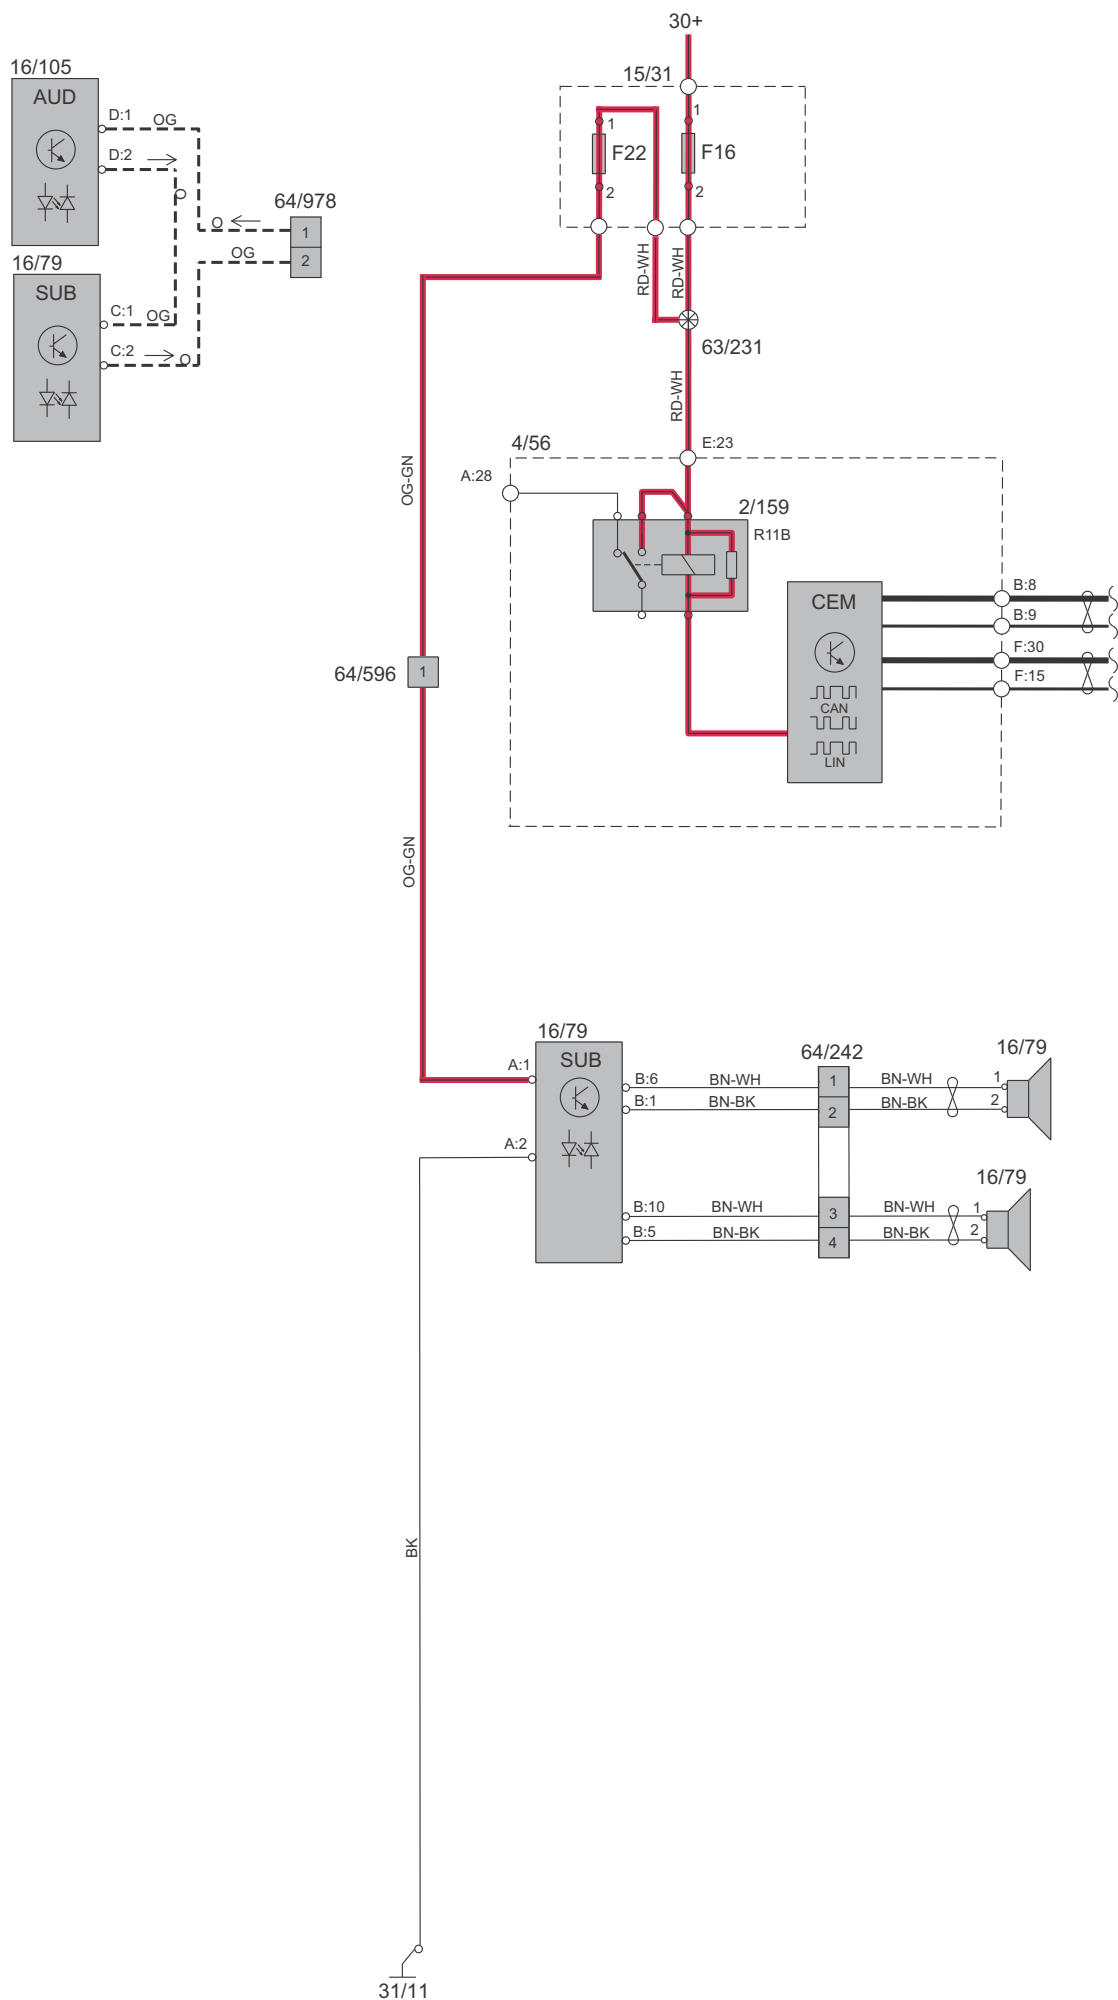 30+
15/31
1
1
F22
F16
2
2
RD-WH
RD-WH
63/231
RD-WH
16/105
AUD
D:1
OG
D:2
O
64/978
O
1
OG
2
16/79
SUB
C:1
OG
C:2
O
OG-GN
4/56
E:23
A:28
2/159
R11B
CEM
CAN
LIN
B:8
B:9
F:30
F:15
64/596
1
OG-GN
16/79
SUB
A:1
A:2
B:6
BN-WH
B:1
BN-BK
B:10
BN-WH
B:5
BN-BK
64/242
1
2
3
4
BN-WH
BN-BK
16/79
1
2
BN-WH
BN-BK
16/79
1
2
BK
31/11